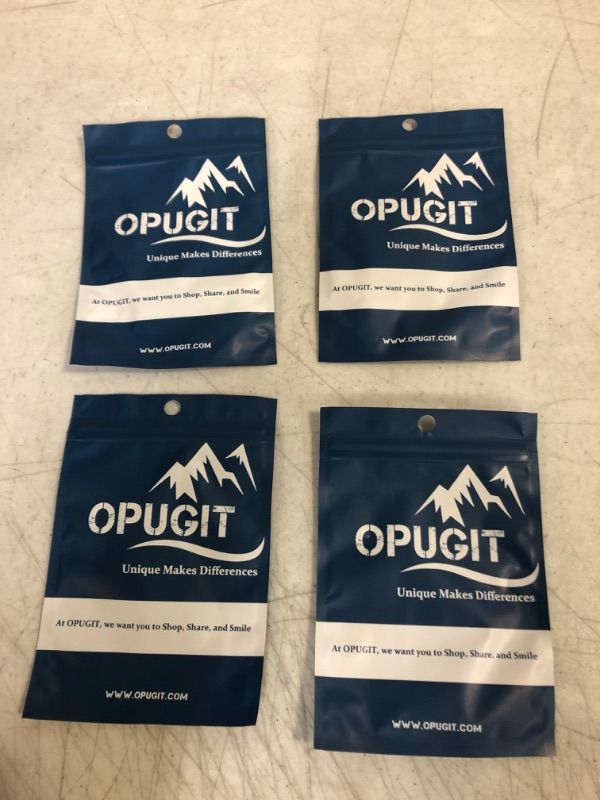 OPUGIT
Unique Makes Differences
At OPUGIT, we want you to Shop, Share, and Smile
WWW.OPUGIT.COM
OPUGIT
Unique Makes Differences
At OPUGIT, we want you to Shop, Share, and Smile
WWW.OPUGIT.COM
OPUGIT
Unique Makes Differences
At OPUGIT, we want you to Shop, Share, and Smile
WWW.OPUGIT.COM
OPUGIT
Unique Makes Differences
At OPUGIT, we want you to Shop, Share, and Smile
WWW.OPUGIT.COM